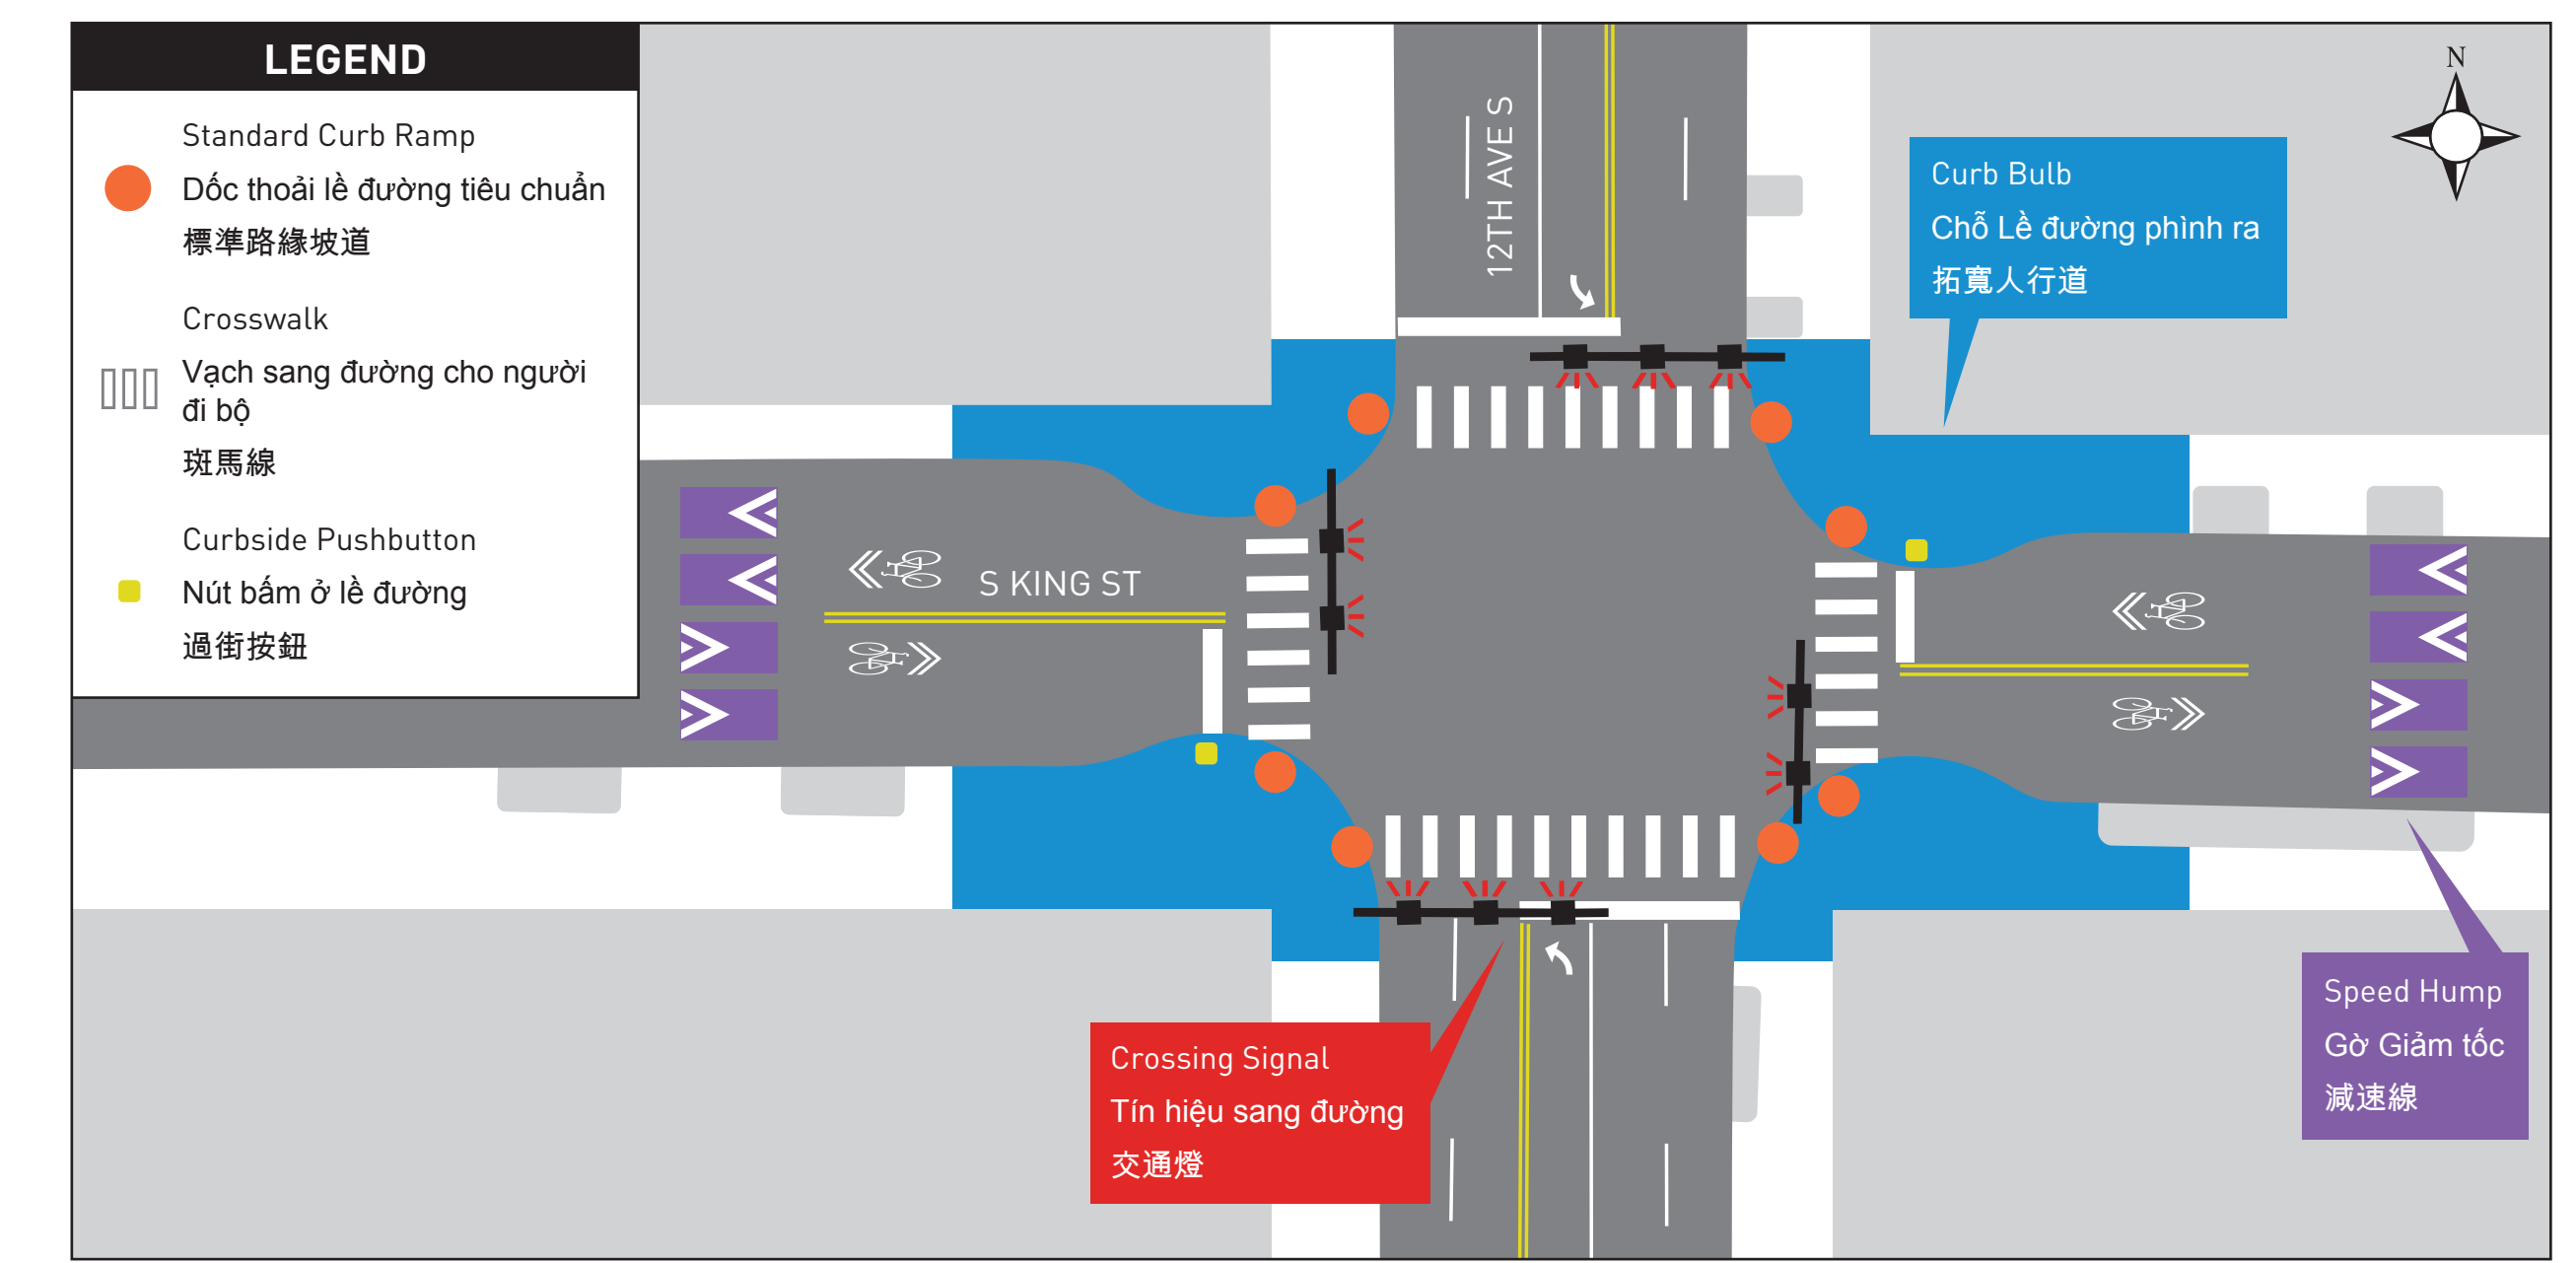 LEGEND
Standard Curb Ramp
Dốc thoải lề đường tiêu chuẩn
標準路緣坡道
Crosswalk
Vạch sang đường cho người
đi bộ
斑馬線
Curbside Pushbutton
Nút bấm ở lề đường
過街按鈕
12TH AVE S
S KING ST
N
Curb Bulb
Chỗ Lề đường phình ra
拓寬人行道
Crossing Signal
Tín hiệu sang đường
交通燈
Speed Hump
Gờ Giảm tốc
減速線